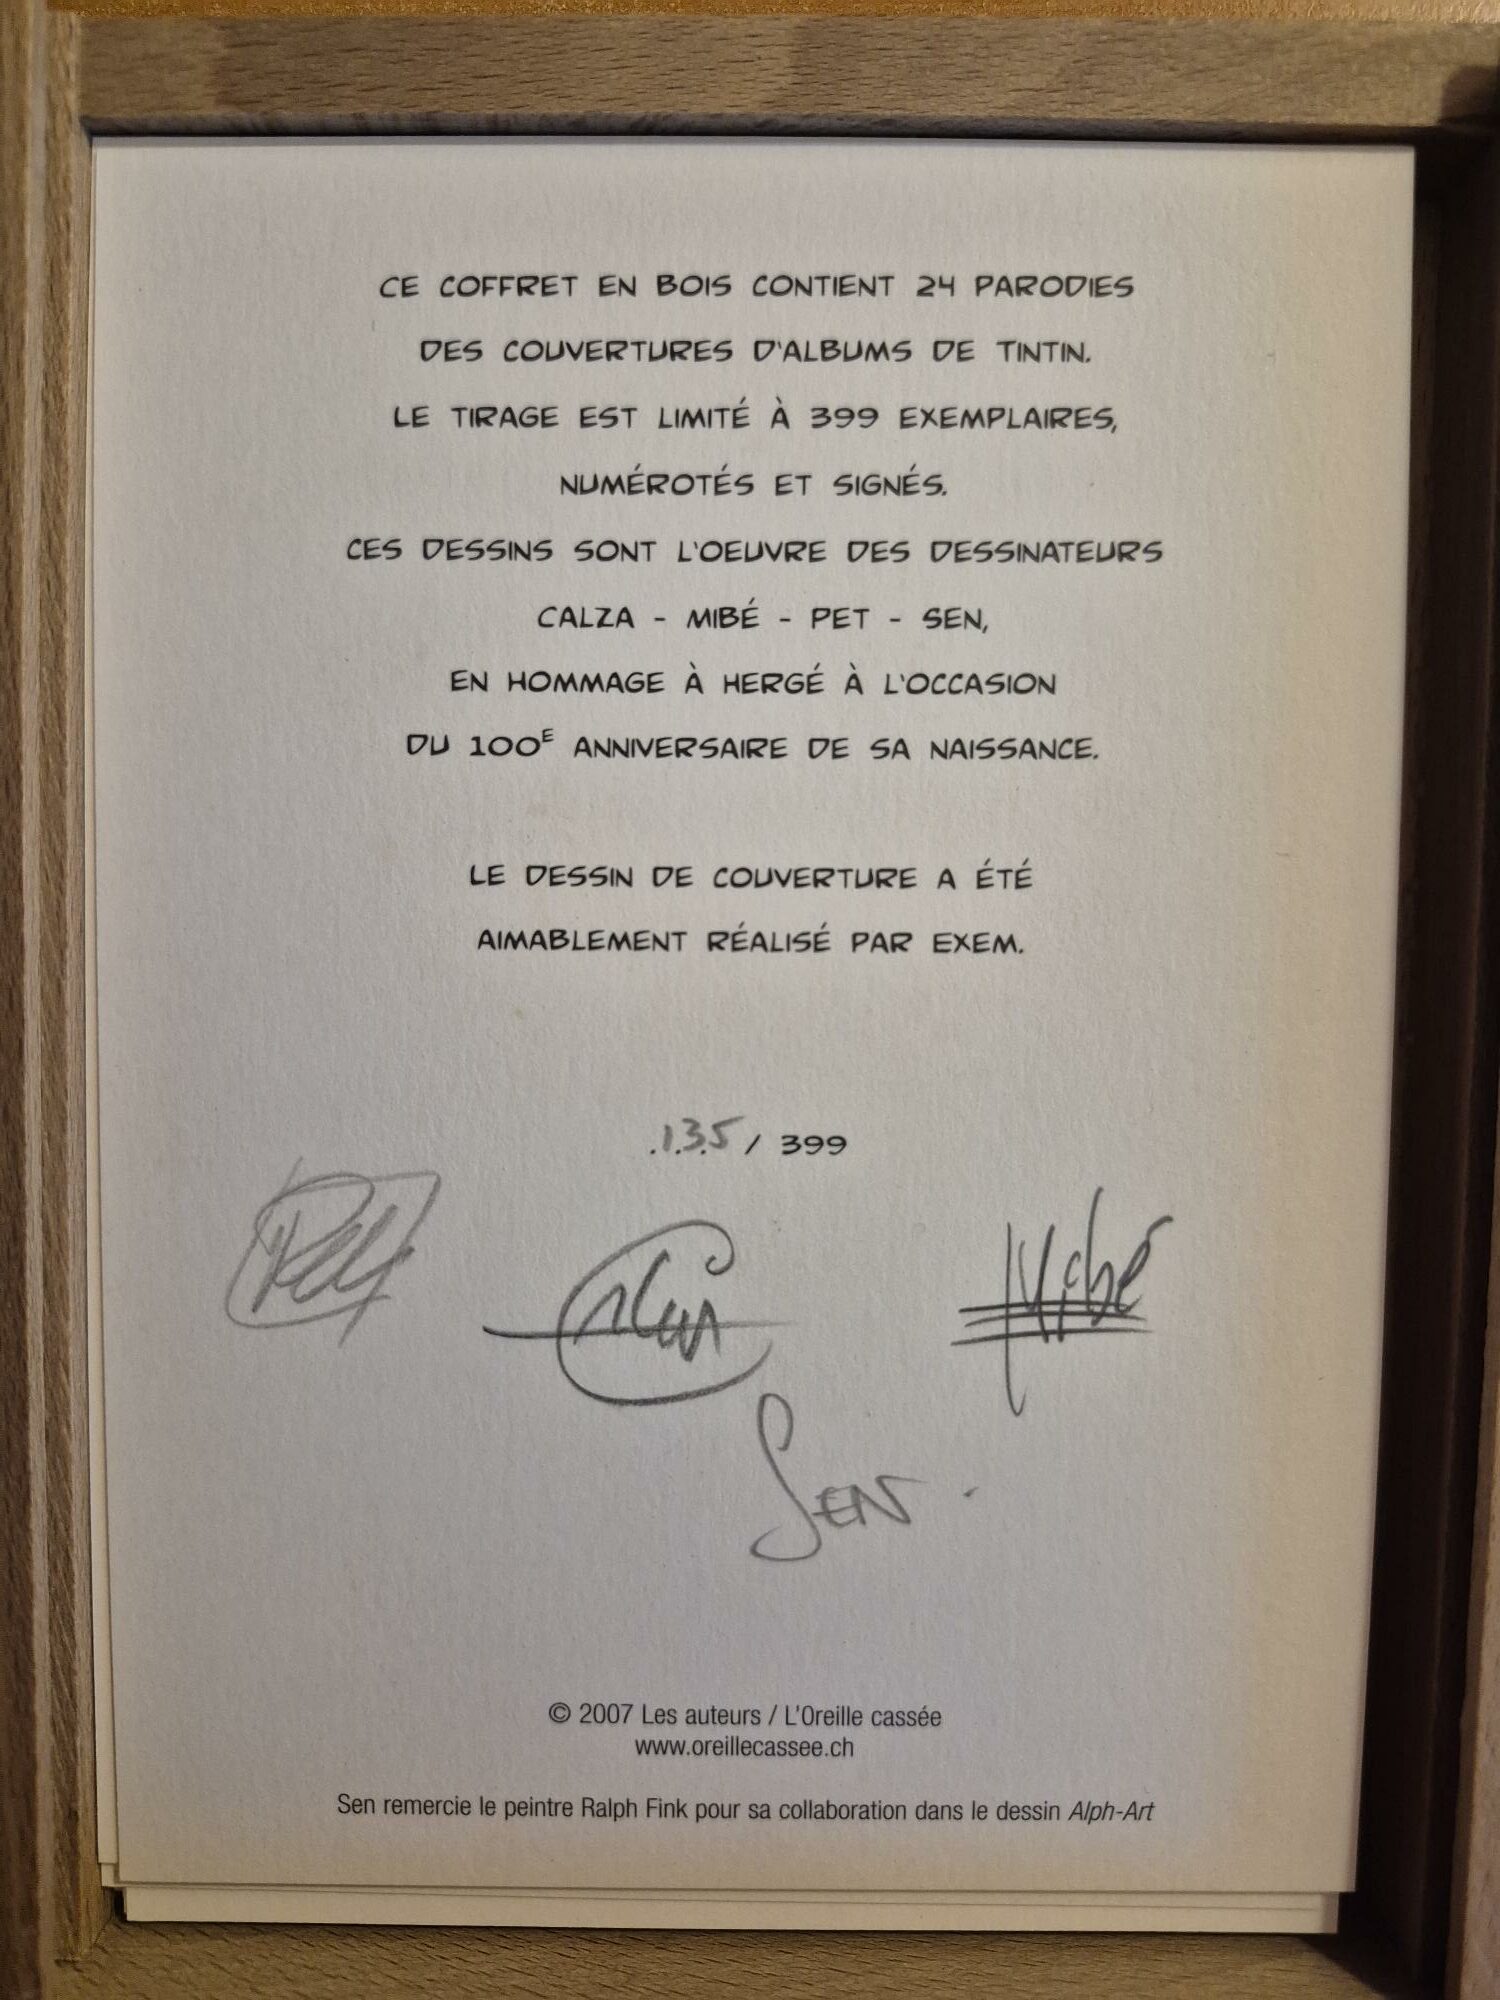 CE COFFRET EN BOIS CONTIENT 24 PARODIES
DES COUVERTURES D'ALBUMS DE TINTIN.
LE TIRAGE EST LIMITÉ À 399 EXEMPLAIRES,
NUMÉROTÉS ET SIGNÉS.
CES DESSINS SONT L'OEUVRE DES DESSINATEURS
CALZA - MIBÉ - PET - SEN,
EN HOMMAGE À HERGÉ À L'OCCASION
DU 100E ANNIVERSAIRE DE SA NAISSANCE.
LE DESSIN DE COUVERTURE A ÉTÉ
AIMABLEMENT RÉALISÉ PAR EXEM.
135 / 399
Mibé
SEN
© 2007 Les auteurs / L'Oreille cassée
www.oreillecassee.ch
Sen remercie le peintre Ralph Fink pour sa collaboration dans le dessin Alph-Art